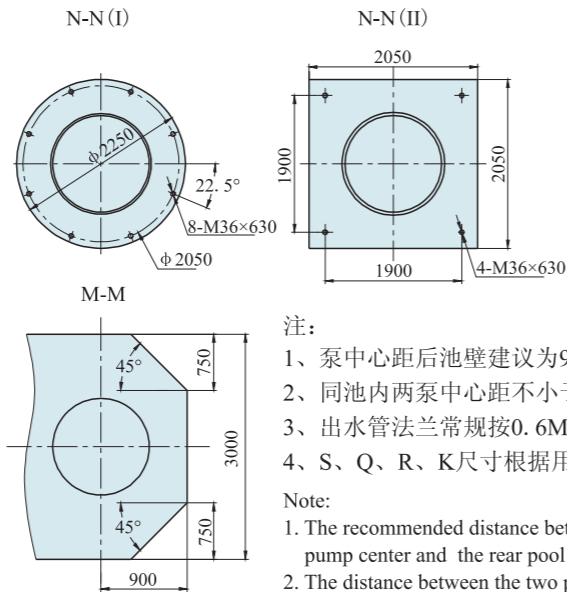 N-N(I)
N-N(II)
ф2250
22.5°
8-M36×630
ф2050
2050
1900
2050
1900
4-M36×630
M-M
45°
45°
750
750
3000
900
注：
1、泵中心距后池壁建议为9
2、同池内两泵中心距不小
3、出水管法兰常规按0.6M
4、S、Q、R、K尺寸根据用
Note:
1. The recommended distance bet
pump center and the rear pool
2. The distance between the two p